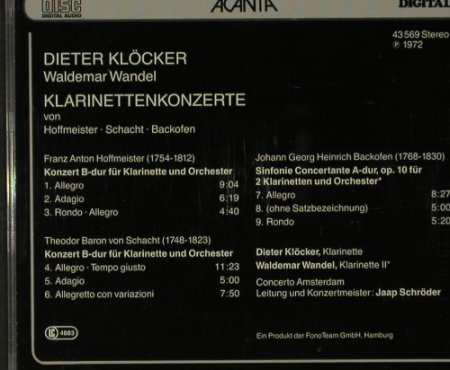 DISC
DIGITAL AUDIO
ACANTA
DIGITAL
43 569 Stereo
℗ 1972
DIETER KLÖCKER
Waldemar Wandel
KLARINETTENKONZERTE
von
Hoffmeister · Schacht · Backofen
Franz Anton Hoffmeister (1754-1812)
Konzert B-dur für Klarinette und Orchester
1. Allegro 9:04
2. Adagio 6:19
3. Rondo · Allegro 4:40
Theodor Baron von Schacht (1748-1823)
Konzert B-dur für Klarinette und Orchester
4. Allegro · Tempo giusto 11:23
5. Adagio 5:00
6. Allegretto con variazioni 7:50
Johann Georg Heinrich Backofen (1768-1830)
Sinfonie Concertante A-dur, op. 10 für
2 Klarinetten und Orchester*
7. Allegro 8:27
8. (ohne Satzbezeichnung) 5:00
9. Rondo 5:20
Dieter Klöcker, Klarinette
Waldemar Wandel, Klarinette II*
Concerto Amsterdam
Leitung und Konzertmeister: Jaap Schröder
LC 4883
Ein Produkt der FonoTeam GmbH, Hamburg